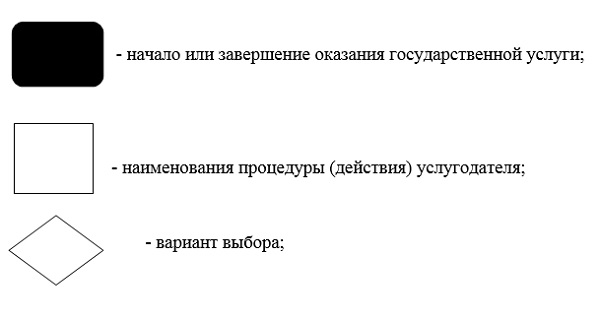 - начало или завершение оказания государственной услуги;
- наименования процедуры (действия) услугодателя;
- вариант выбора;